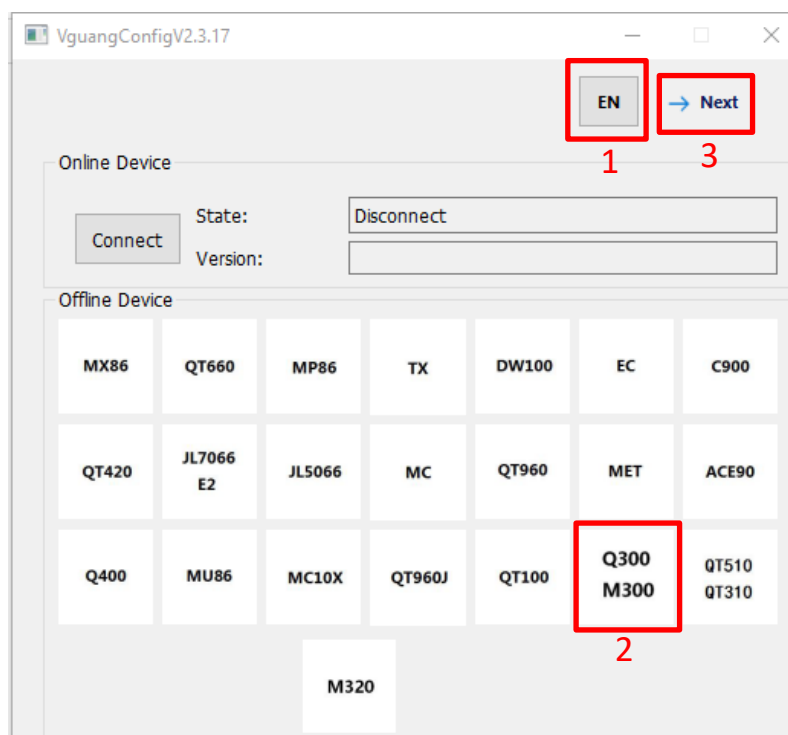 VguangConfigV2.3.17
EN
→ Next
1
3
Online Device
Connect
State:
Disconnect
Version:
Offline Device
MX86
QT660
MP86
TX
DW100
EC
C900
QT420
JL7066
E2
JL5066
MC
QT960
MET
ACE90
Q400
MU86
MC10X
QT960J
QT100
Q300
M300
QT510
QT310
2
M320